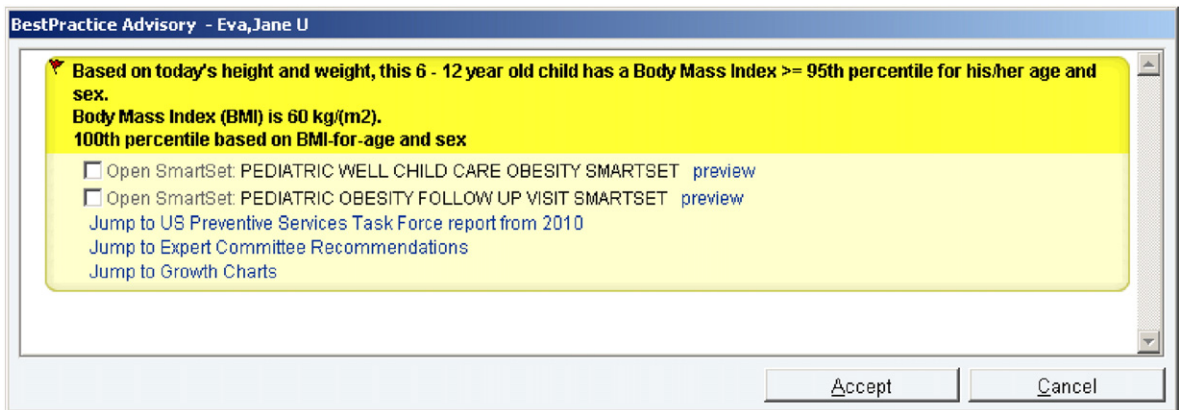 BestPractice Advisory - Eva,Jane U
Based on today's height and weight, this 6 - 12 year old child has a Body Mass Index >= 95th percentile for his/her age and
sex.
Body Mass Index (BMI) is 60 kg/(m2).
100th percentile based on BMI-for-age and sex
Open SmartSet: PEDIATRIC WELL CHILD CARE OBESITY SMARTSET preview
Open SmartSet: PEDIATRIC OBESITY FOLLOW UP VISIT SMARTSET preview
Jump to US Preventive Services Task Force report from 2010
Jump to Expert Committee Recommendations
Jump to Growth Charts
Accept Cancel